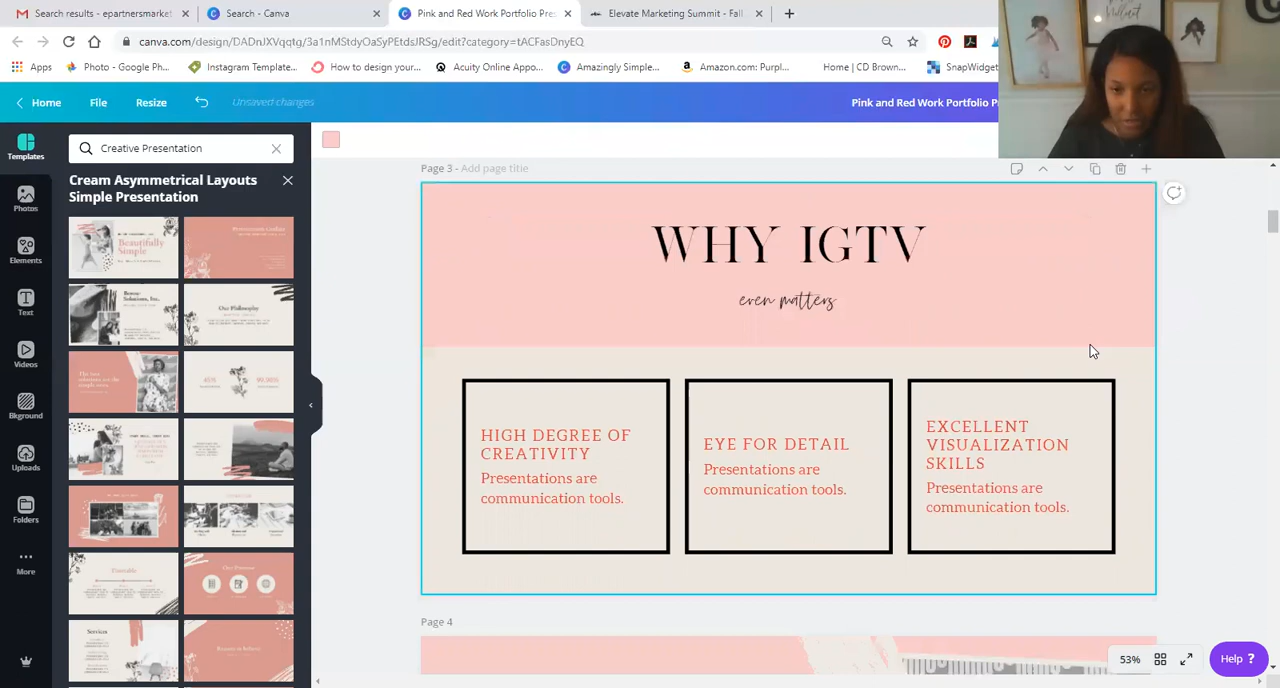 Search results - epartnersmarket
Search - Canva
Pink and Red Work Portfolio Pres
Elevate Marketing Summit - Fall
canva.com/design/DADnJXVqqtg/3a1nMStdyOaSyPEtdsJRSg/edit?category=tACFasDnyEQ
Apps
Photo - Google Ph...
Instagram Template...
How to design your...
Acuity Online Appo...
Amazingly Simple...
Amazon.com: Purpl...
Home | CD Brown...
SnapWidget
Home
File
Resize
Unsaved changes
Pink and Red Work Portfolio P
Templates
Photos
Elements
Text
Videos
Bkground
Uploads
Folders
More
Creative Presentation
Cream Asymmetrical Layouts
Simple Presentation
Beautifully
Simple
Our Philosophy
Page 3 - Add page title
WHY IGTV
even matters
HIGH DEGREE OF
CREATIVITY
Presentations are
communication tools.
EYE FOR DETAIL
Presentations are
communication tools.
EXCELLENT
VISUALIZATION
SKILLS
Presentations are
communication tools.
Page 4
53%
Help ?